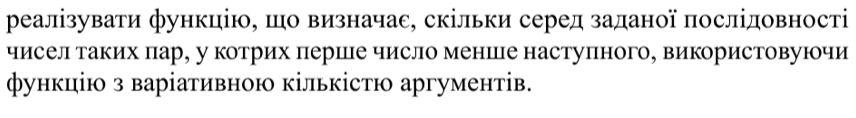 реалізувати функцію, що визначає, скільки серед заданої послідовності
чисел таких пар, у котрих перше число менше наступного, використовуючи
функцію з варіативною кількістю аргументів.